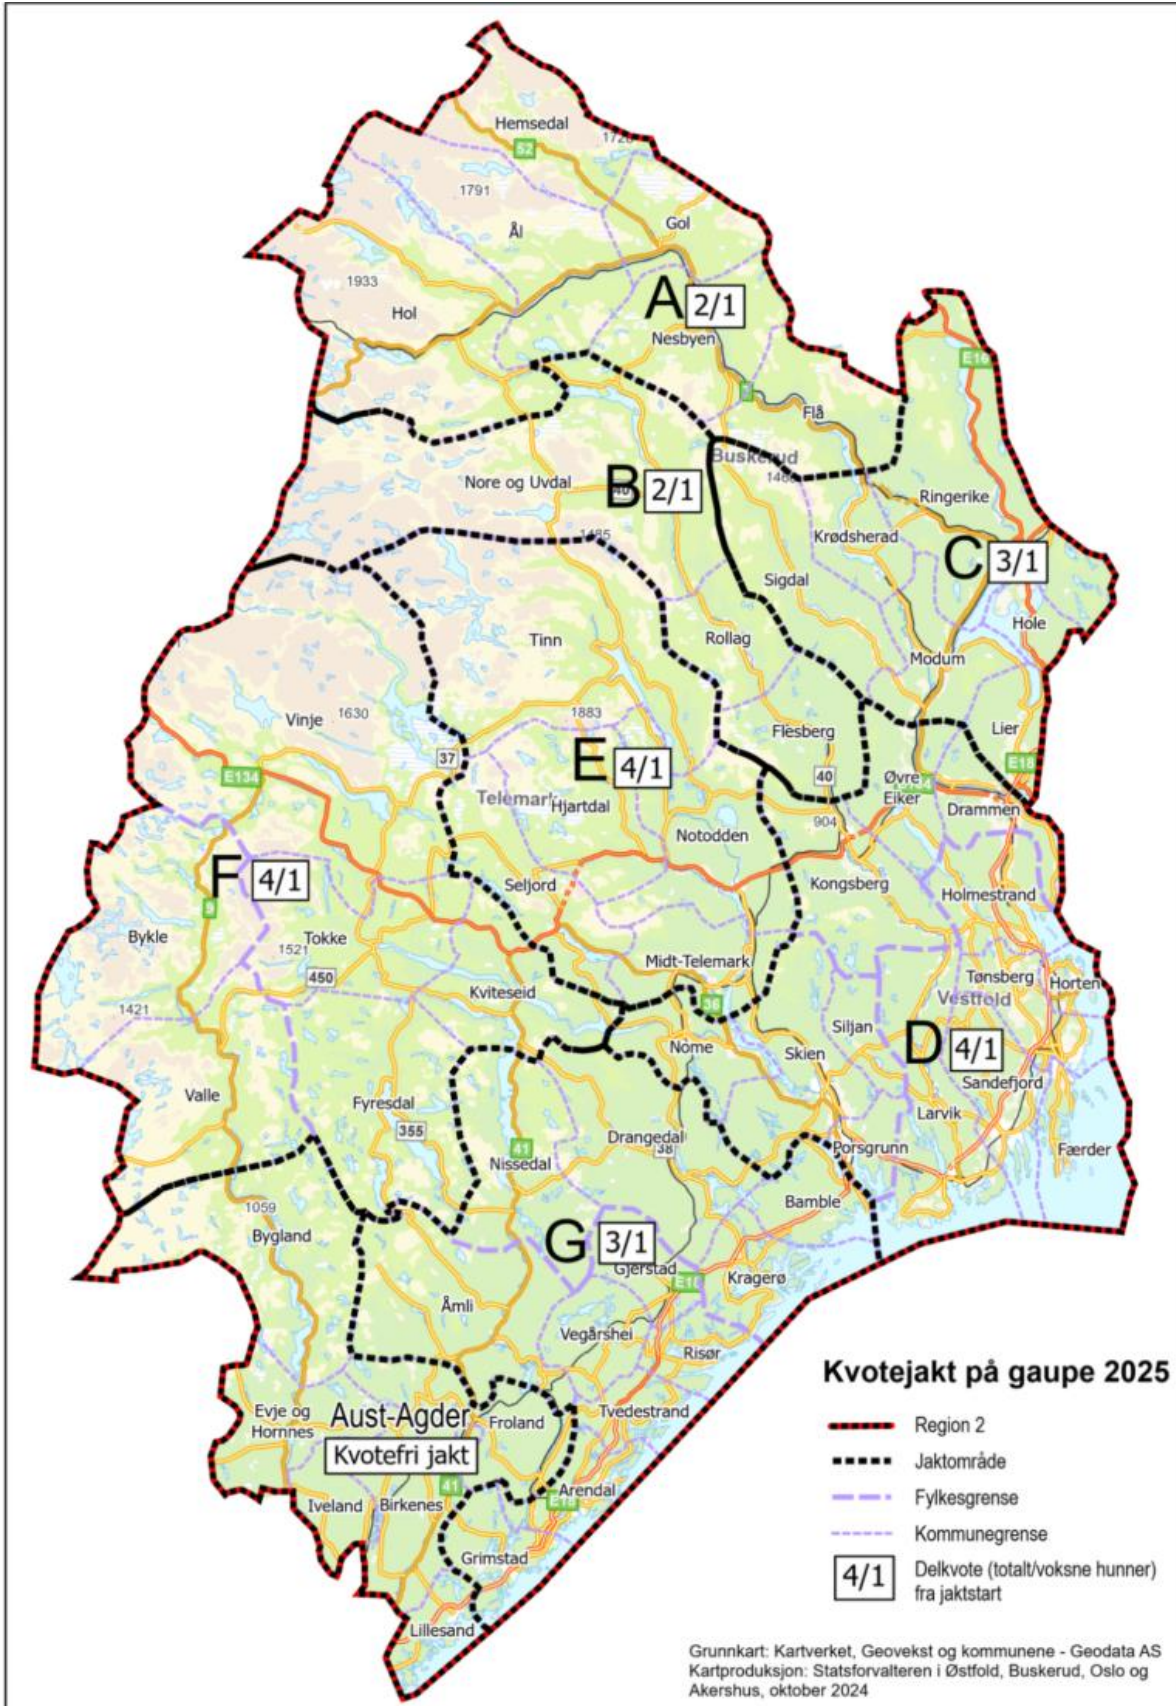 Hemsedal
52
1791
Ål
Gol
1933
Hol
A 2/1
Nesbyen
E16
Flå
Buskerud
Nore og Uvdal
B 2/1
40
Ringerike
Krødsherad
1485
C 3/1
Sigdal
Hole
Tinn
Rollag
Modum
Vinje
1630
1883
Flesberg
Lier
37
E 4/1
E18
E134
40
Øvre
Eiker
Telemark
Hjartdal
Drammen
904
Notodden
F 4/1
Seljord
Kongsberg
Holmestrand
9
Bykle
1521
Tokke
450
Midt-Telemark
Tønsberg
Horten
Kviteseid
36
Vestfold
1421
Siljan
D 4/1
Nome
Skien
Sandefjord
Valle
Fyresdal
Larvik
355
Drangedal
38
41
Nissedal
Porsgrunn
Færder
1059
Bamble
Bygland
G 3/1
Gjerstad
E18
Kragerø
Åmli
Vegårshei
Risør
Evje og
Hornnes
Aust-Agder
Kvotefri jakt
Froland
Tvedestrand
41
Arendal
E18
Iveland
Birkenes
Grimstad
Lillesand
Kvotejakt på gaupe 2025
Region 2
Jaktområde
Fylkesgrense
Kommunegrense
4/1 Delkvote (totalt/voksne hunner)
fra jaktstart
Grunnkart: Kartverket, Geovekst og kommunene - Geodata AS
Kartproduksjon: Statsforvalteren i Østfold, Buskerud, Oslo og
Akershus, oktober 2024